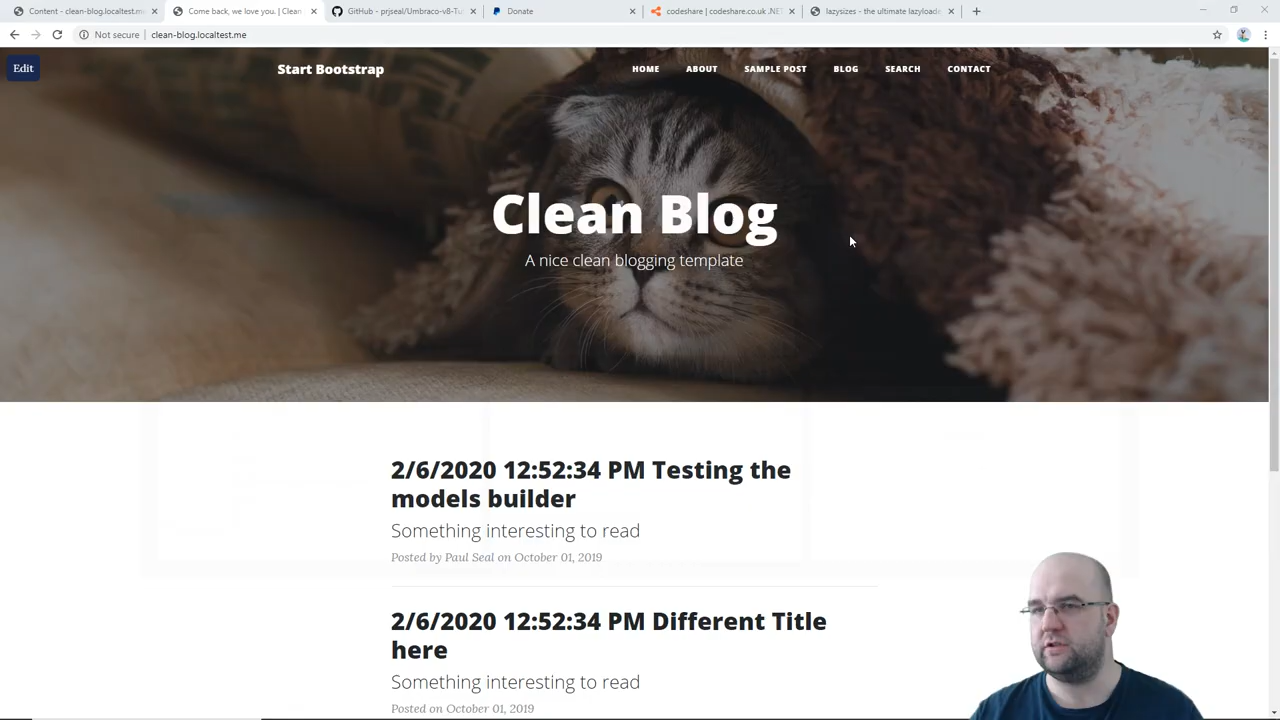 Content - clean-blog.localtest.me
Come back, we love you. | Clean
GitHub - prjseal/Umbraco-v8-Tu
Donate
codeshare | codeshare.co.uk .NET
lazysizes - the ultimate lazyloade
Not secure
clean-blog.localtest.me
Edit
Start Bootstrap
HOME
ABOUT
SAMPLE POST
BLOG
SEARCH
CONTACT
Clean Blog
A nice clean blogging template
2/6/2020 12:52:34 PM Testing the
models builder
Something interesting to read
Posted by Paul Seal on October 01, 2019
2/6/2020 12:52:34 PM Different Title
here
Something interesting to read
Posted on October 01, 2019